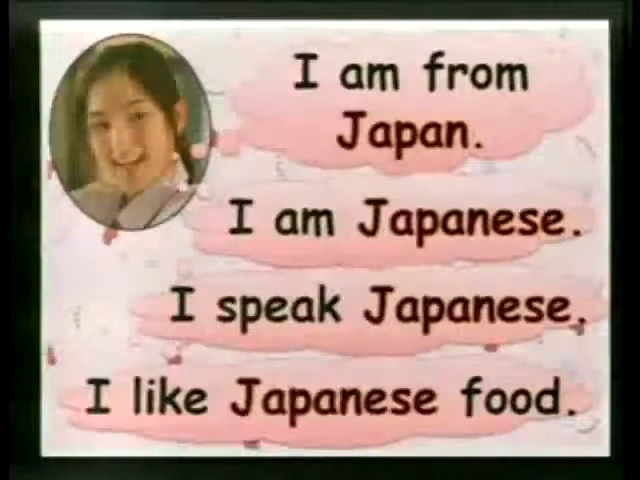 I am from
Japan.
I am Japanese.
I speak Japanese.
I like Japanese food.